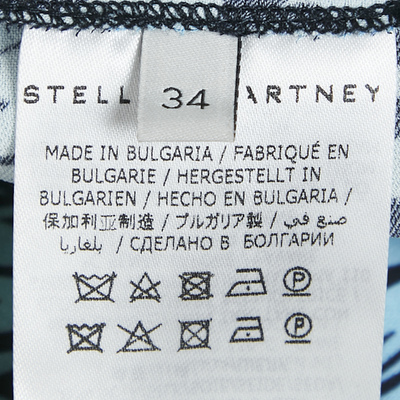 STELL ARTNEY
34
MADE IN BULGARIA / FABRIQUÉ EN
BULGARIE / HERGESTELLT IN
BULGARIEN / HECHO EN BULGARIA /
保加利亚制造 / ブルガリア製 / صنع في
بلغاريا / СДЕЛАНО В БОЛГАРИИ
P
P